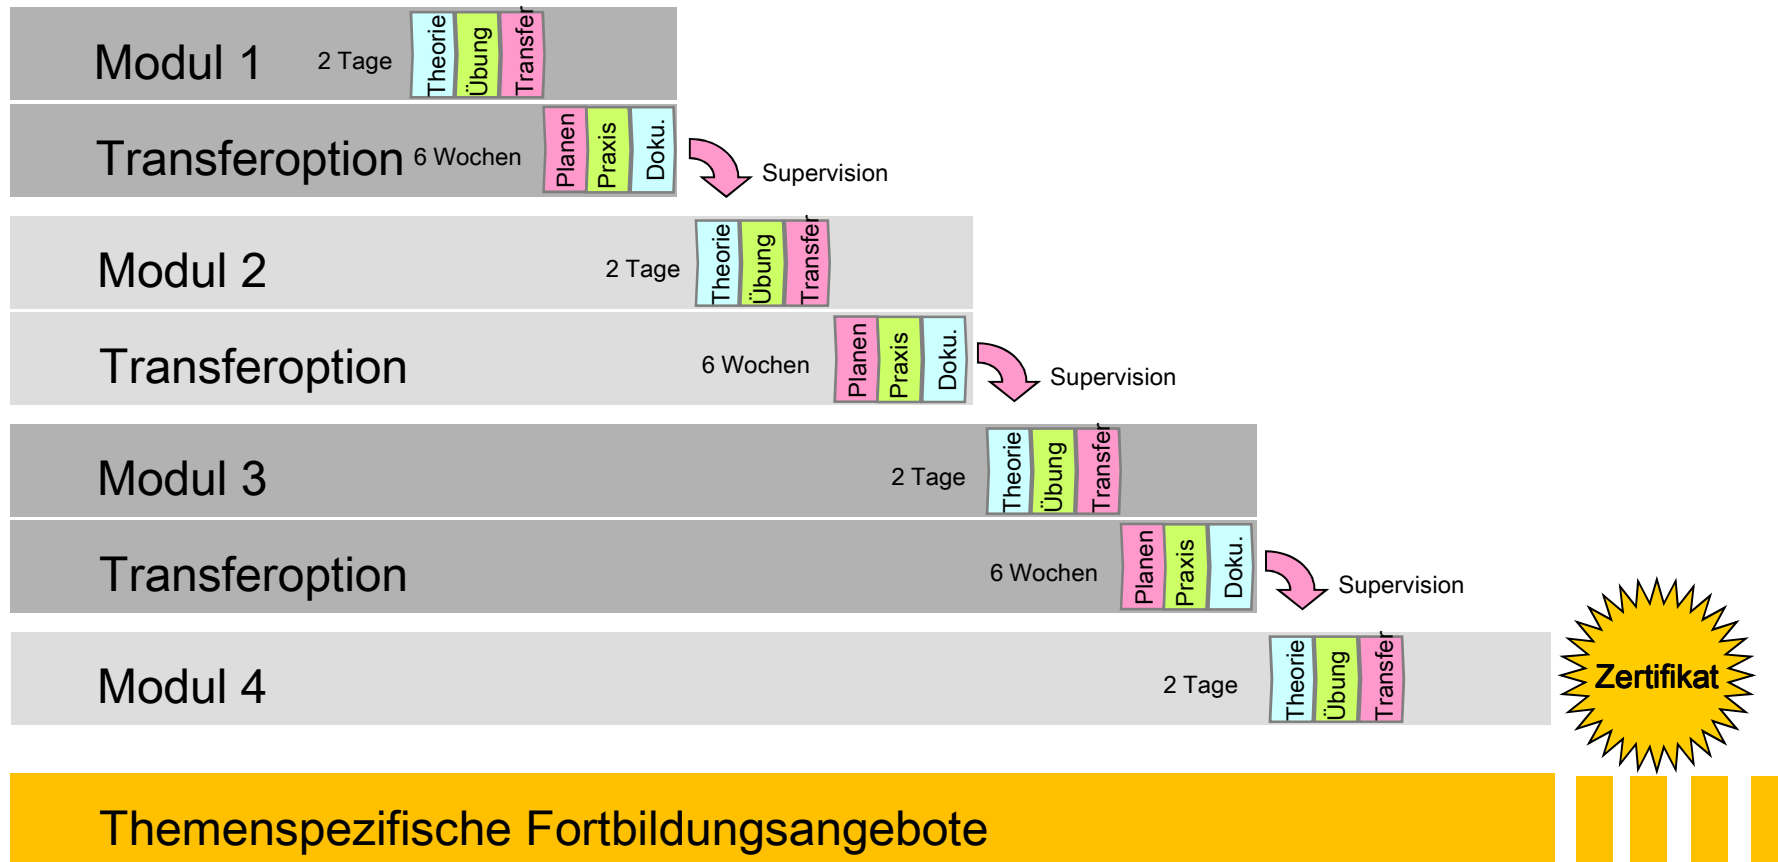 Modul 1 2 Tage Theorie Übung Transfer
Transferoption 6 Wochen Planen Praxis Doku.
Supervision
Modul 2 2 Tage Theorie Übung Transfer
Transferoption 6 Wochen Planen Praxis Doku.
Supervision
Modul 3 2 Tage Theorie Übung Transfer
Transferoption 6 Wochen Planen Praxis Doku.
Supervision
Modul 4 2 Tage Theorie Übung Transfer
Zertifikat
Themenspezifische Fortbildungsangebote